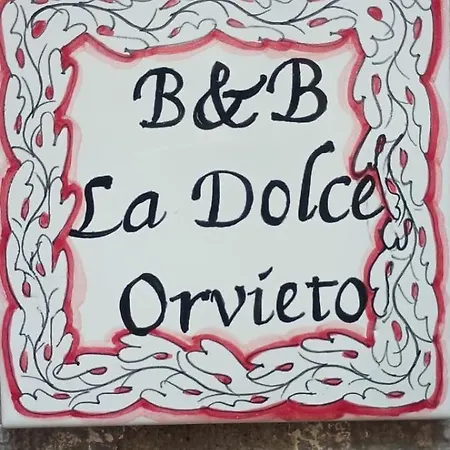 B&B
La Dolce
Orvieto